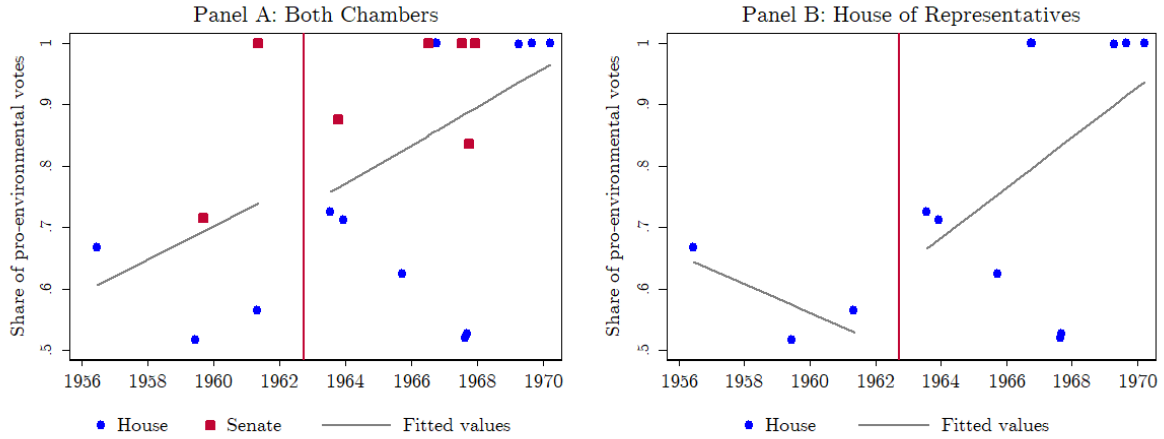 Panel A: Both Chambers
Share of pro-environmental votes
1
.9
.8
.7
.6
.5
1956 1958 1960 1962 1964 1966 1968 1970
House Senate Fitted values
Panel B: House of Representatives
Share of pro-environmental votes
1
.9
.8
.7
.6
.5
1956 1958 1960 1962 1964 1966 1968 1970
House Fitted values